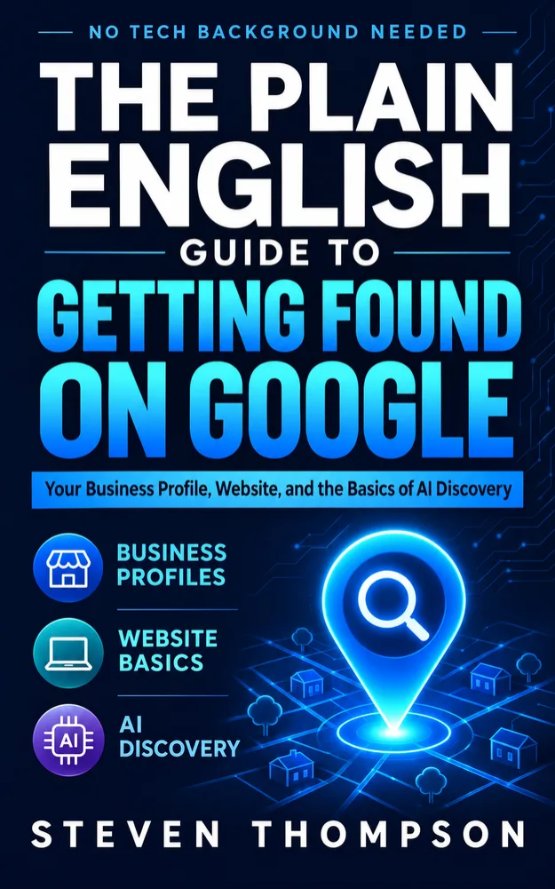 NO TECH BACKGROUND NEEDED
THE PLAIN
ENGLISH
GUIDE TO
GETTING FOUND
ON GOOGLE
Your Business Profile, Website, and the Basics of AI Discovery
BUSINESS
PROFILES
WEBSITE
BASICS
AI
AI
DISCOVERY
STEVEN THOMPSON